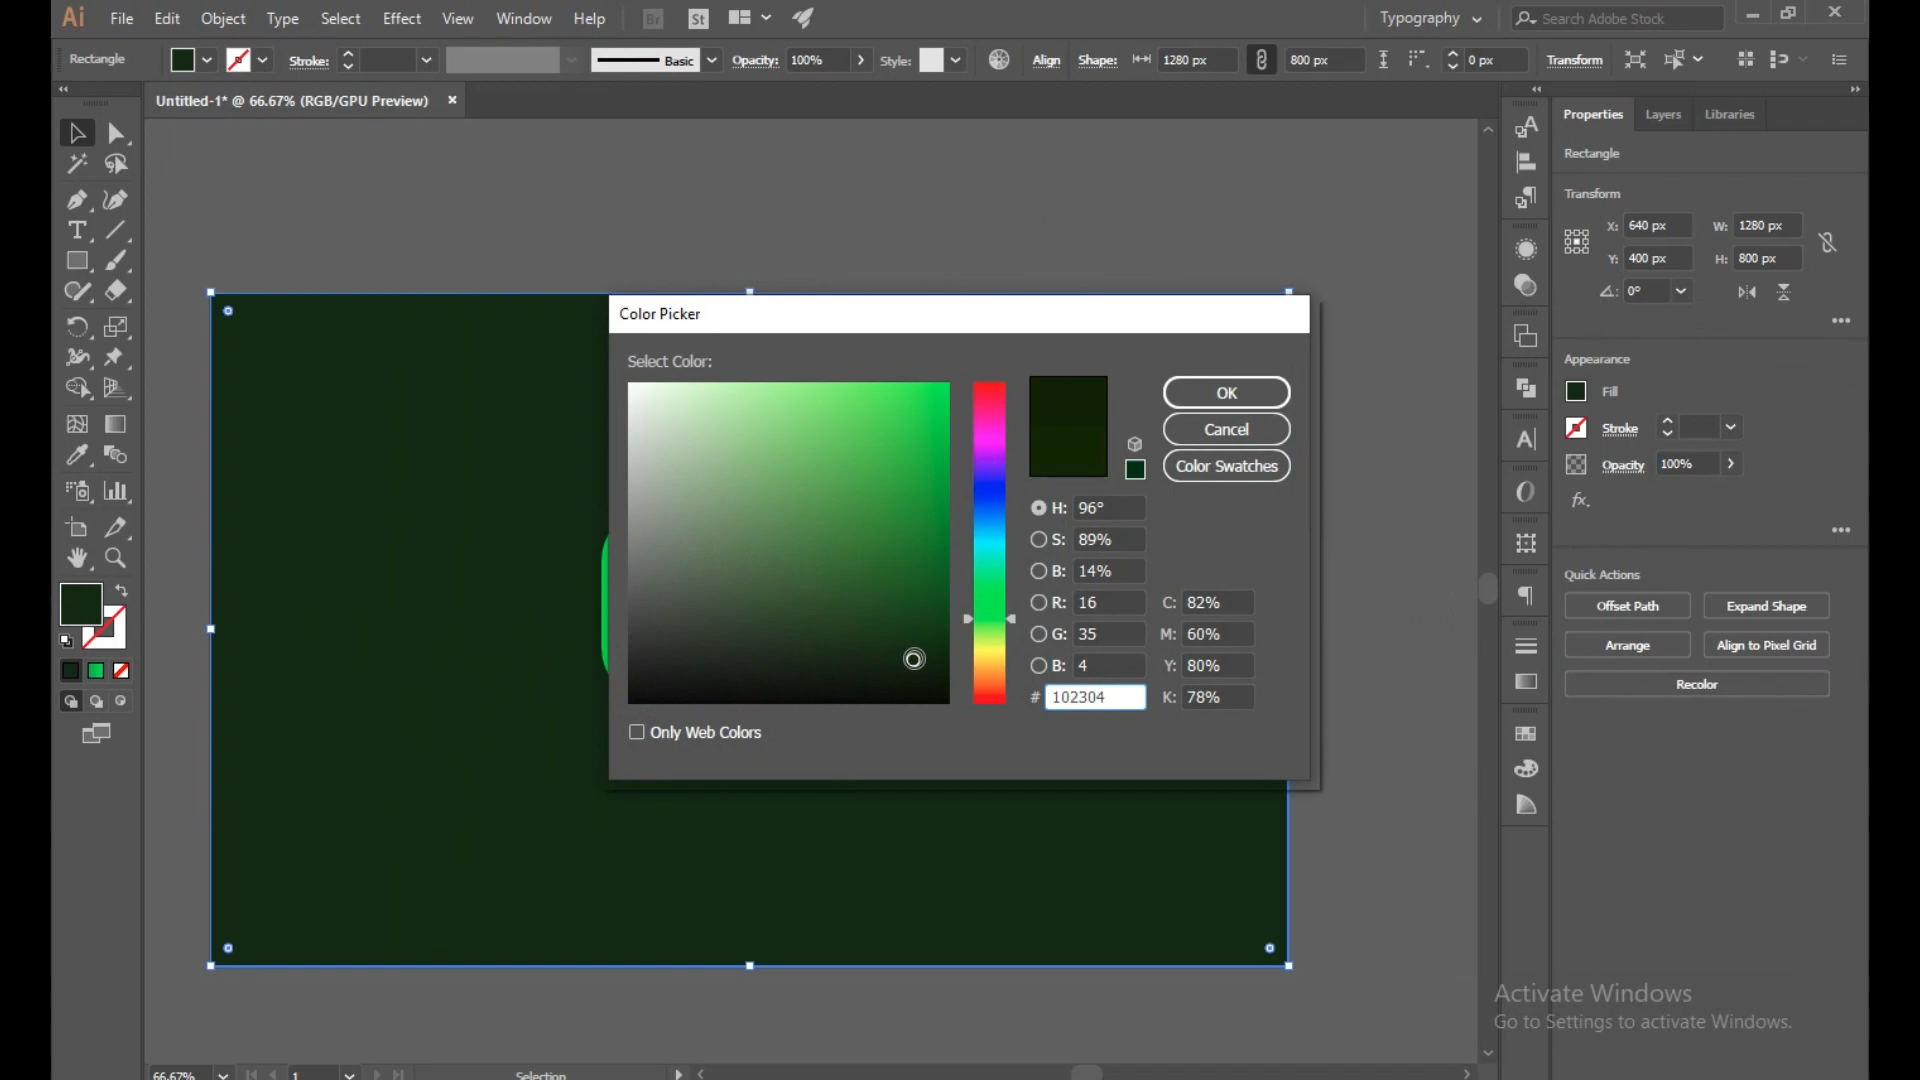 Ai File Edit Object Type Select Effect View Window Help Br St Typography Search Adobe Stock
Rectangle Stroke: Basic Opacity: 100% Style: Align Shape: 1280 px 800 px 0 px Transform
Untitled-1* @ 66.67% (RGB/GPU Preview) ×
Properties Layers Libraries
Rectangle
Transform
X: 640 px W: 1280 px
Y: 400 px H: 800 px
0°
Appearance
Fill
Stroke
Opacity 100%
fx.
Quick Actions
Offset Path Expand Shape
Arrange Align to Pixel Grid
Recolor
Color Picker
Select Color:
OK
Cancel
Color Swatches
H: 96°
S: 89%
B: 14%
R: 16 C: 82%
G: 35 M: 60%
B: 4 Y: 80%
# 102304 K: 78%
Only Web Colors
Activate Windows
Go to Settings to activate Windows.
66.67% 1 Selection